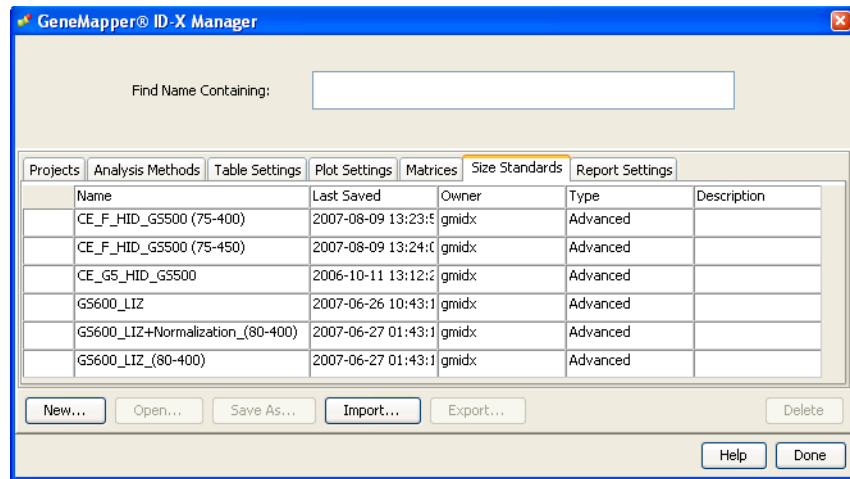 GeneMapper® ID-X Manager
Find Name Containing:
Projects Analysis Methods Table Settings Plot Settings Matrices Size Standards Report Settings
Name Last Saved Owner Type Description
CE_F_HID_GS500 (75-400) 2007-08-09 13:23:5 gmidx Advanced
CE_F_HID_GS500 (75-450) 2007-08-09 13:24:0 gmidx Advanced
CE_G5_HID_GS500 2006-10-11 13:12:2 gmidx Advanced
GS600_LIZ 2007-06-26 10:43:1 gmidx Advanced
GS600_LIZ+Normalization_(80-400) 2007-06-27 01:43:1 gmidx Advanced
GS600_LIZ_(80-400) 2007-06-27 01:43:1 gmidx Advanced
New... Open... Save As... Import... Export... Delete
Help Done